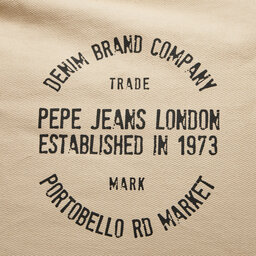 DENIM BRAND COMPANY
TRADE
PEPE JEANS LONDON
ESTABLISHED IN 1973
MARK
PORTOBELLO RD MARKET